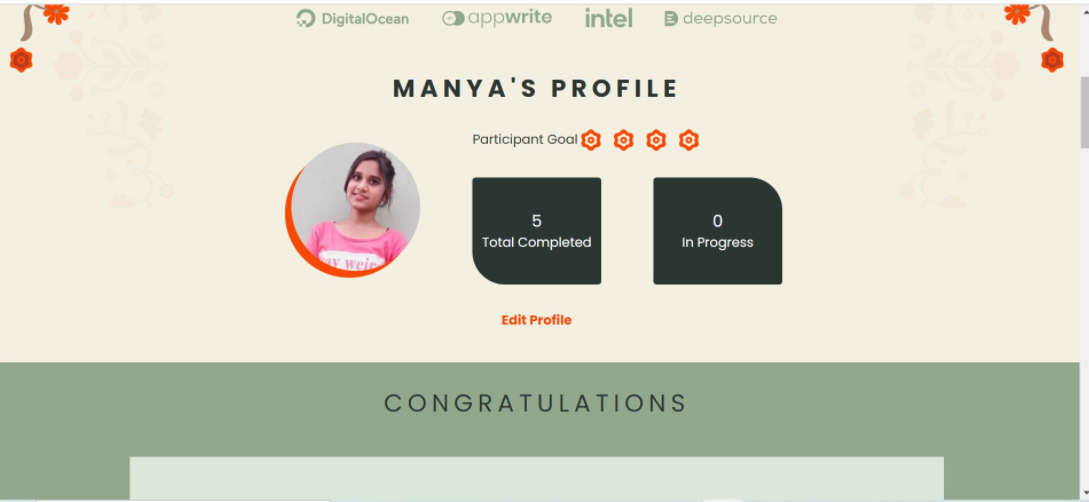 DigitalOcean appwrite intel deepsource
MANYA'S PROFILE
Participant Goal
5
Total Completed
0
In Progress
Edit Profile
CONGRATULATIONS